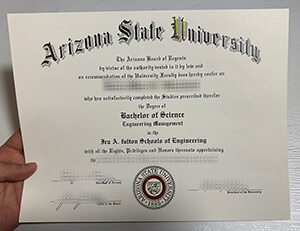 Arizona State University
The Arizona Board of Regents
by virtue of the authority vested in it by law and
on recommendation of the University Faculty does hereby confer on
who has satisfactorily completed the Studies prescribed therefor
the Degree of
Bachelor of Science
Engineering Management
in the
Ira A. Fulton Schools of Engineering
with all the Rights, Privileges and Honors thereunto appertaining